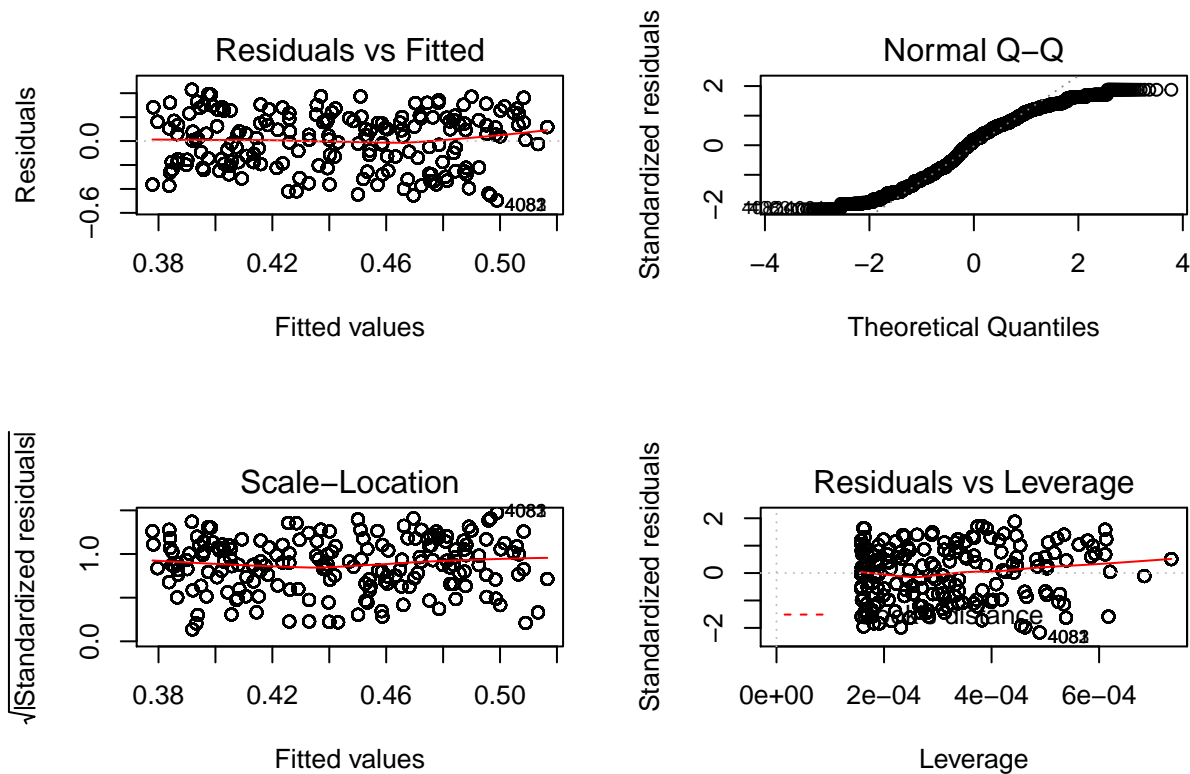 Residuals vs Fitted
Residuals
0.0
−0.6
4083
0.38 0.42 0.46 0.50
Fitted values
Normal Q−Q
Standardized residuals
2
0
−2
−4 −2 0 2 4
Theoretical Quantiles
Scale−Location
√|Standardized residuals|
1.0
0.0
0.38 0.42 0.46 0.50
Fitted values
Residuals vs Leverage
Standardized residuals
2
0
−2
distance
0e+00 2e−04 4e−04 6e−04
Leverage